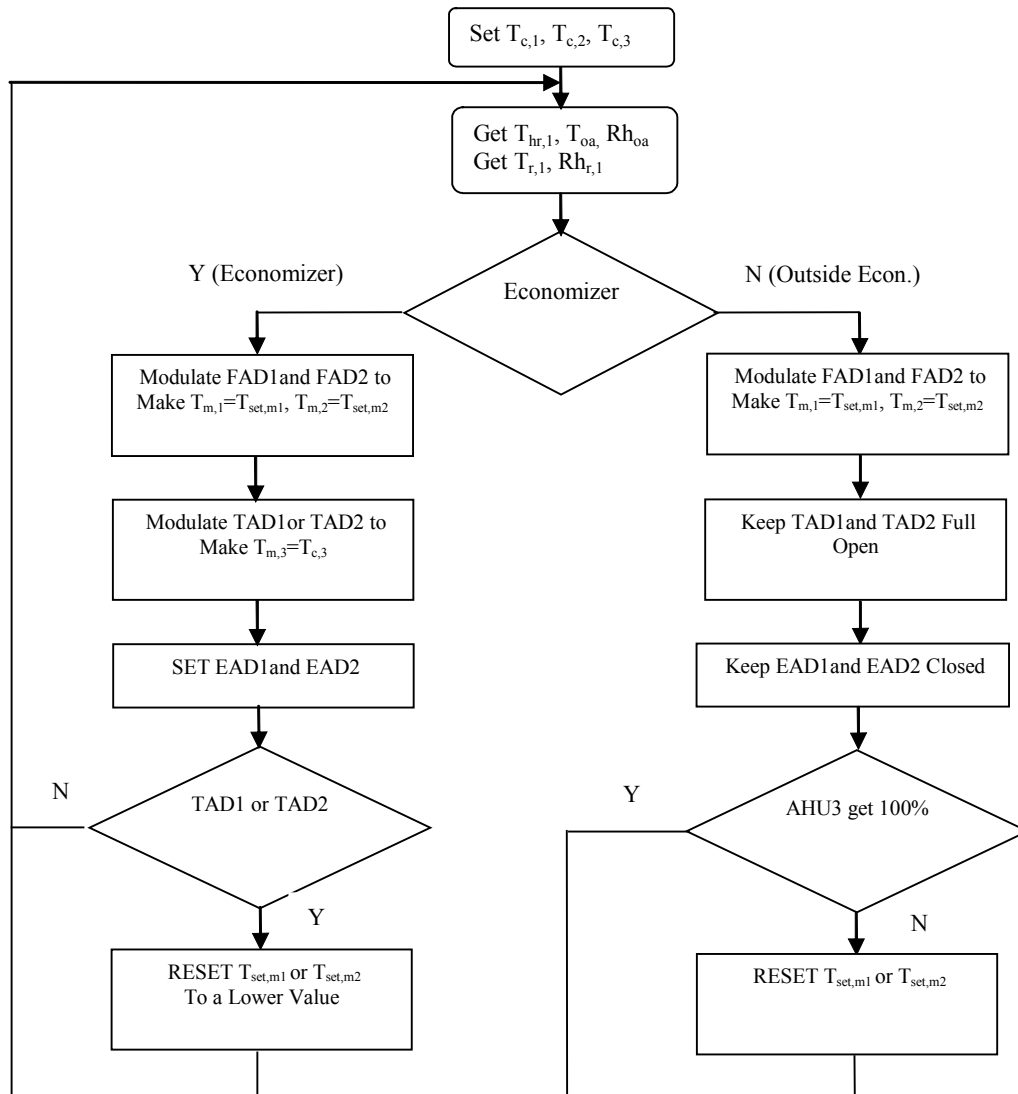 Set T_c,1, T_c,2, T_c,3
Get T_hr,1, T_oa, Rh_oa
Get T_r,1, Rh_r,1
Y (Economizer)
Economizer
N (Outside Econ.)
Modulate FAD1and FAD2 to
Make T_m,1=T_set,m1, T_m,2=T_set,m2
Modulate TAD1or TAD2 to
Make T_m,3=T_c,3
SET EAD1and EAD2
N
TAD1 or TAD2
Y
RESET T_set,m1 or T_set,m2
To a Lower Value
Modulate FAD1and FAD2 to
Make T_m,1=T_set,m1, T_m,2=T_set,m2
Keep TAD1and TAD2 Full
Open
Keep EAD1and EAD2 Closed
Y
AHU3 get 100%
N
RESET T_set,m1 or T_set,m2